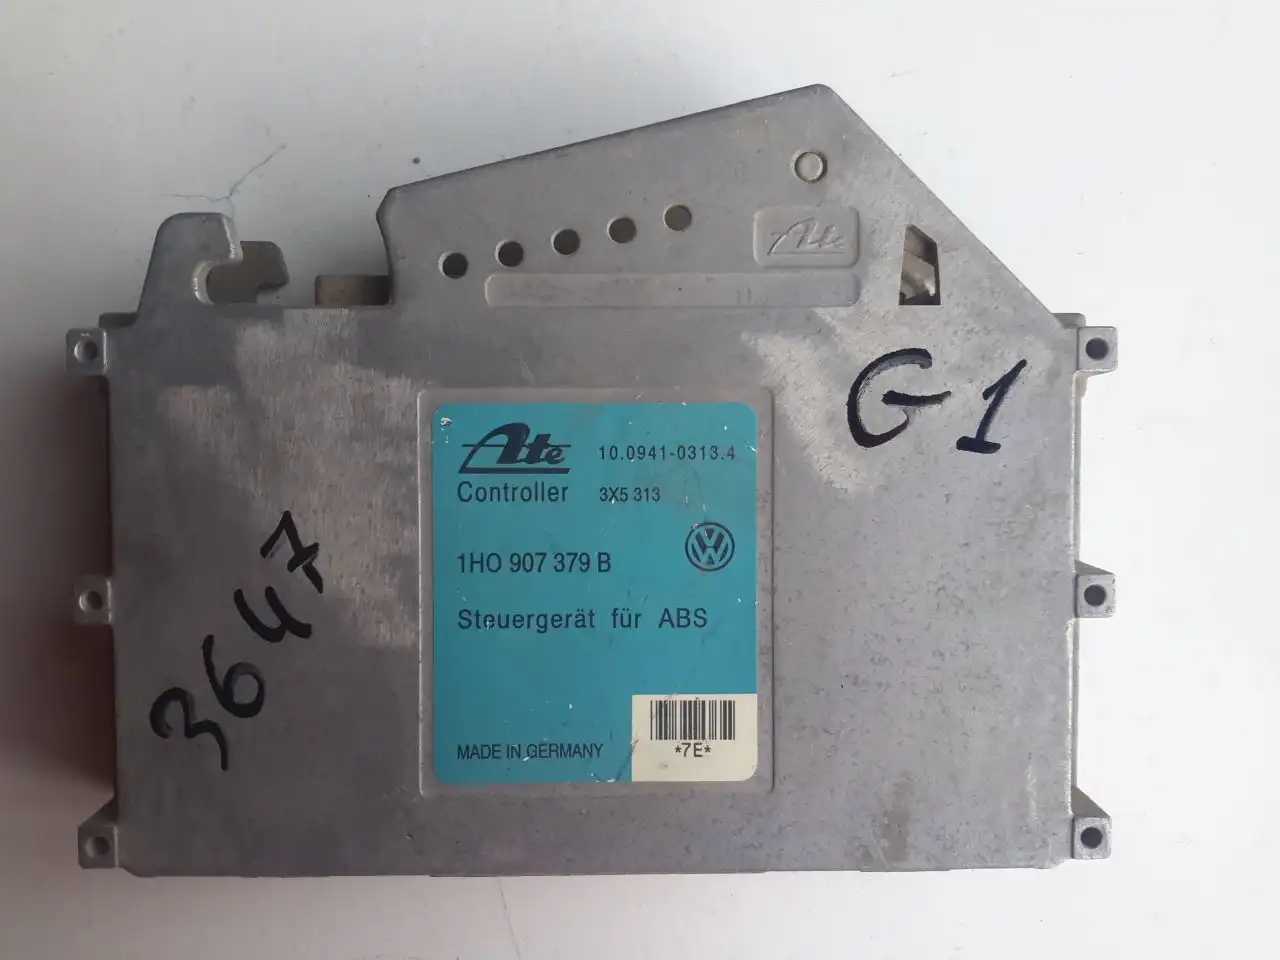 Ate
G1
Ate 10.0941-0313.4
Controller 3X5 313
1HO 907 379 B
Steuergerät für ABS
MADE IN GERMANY
*7E*
3647